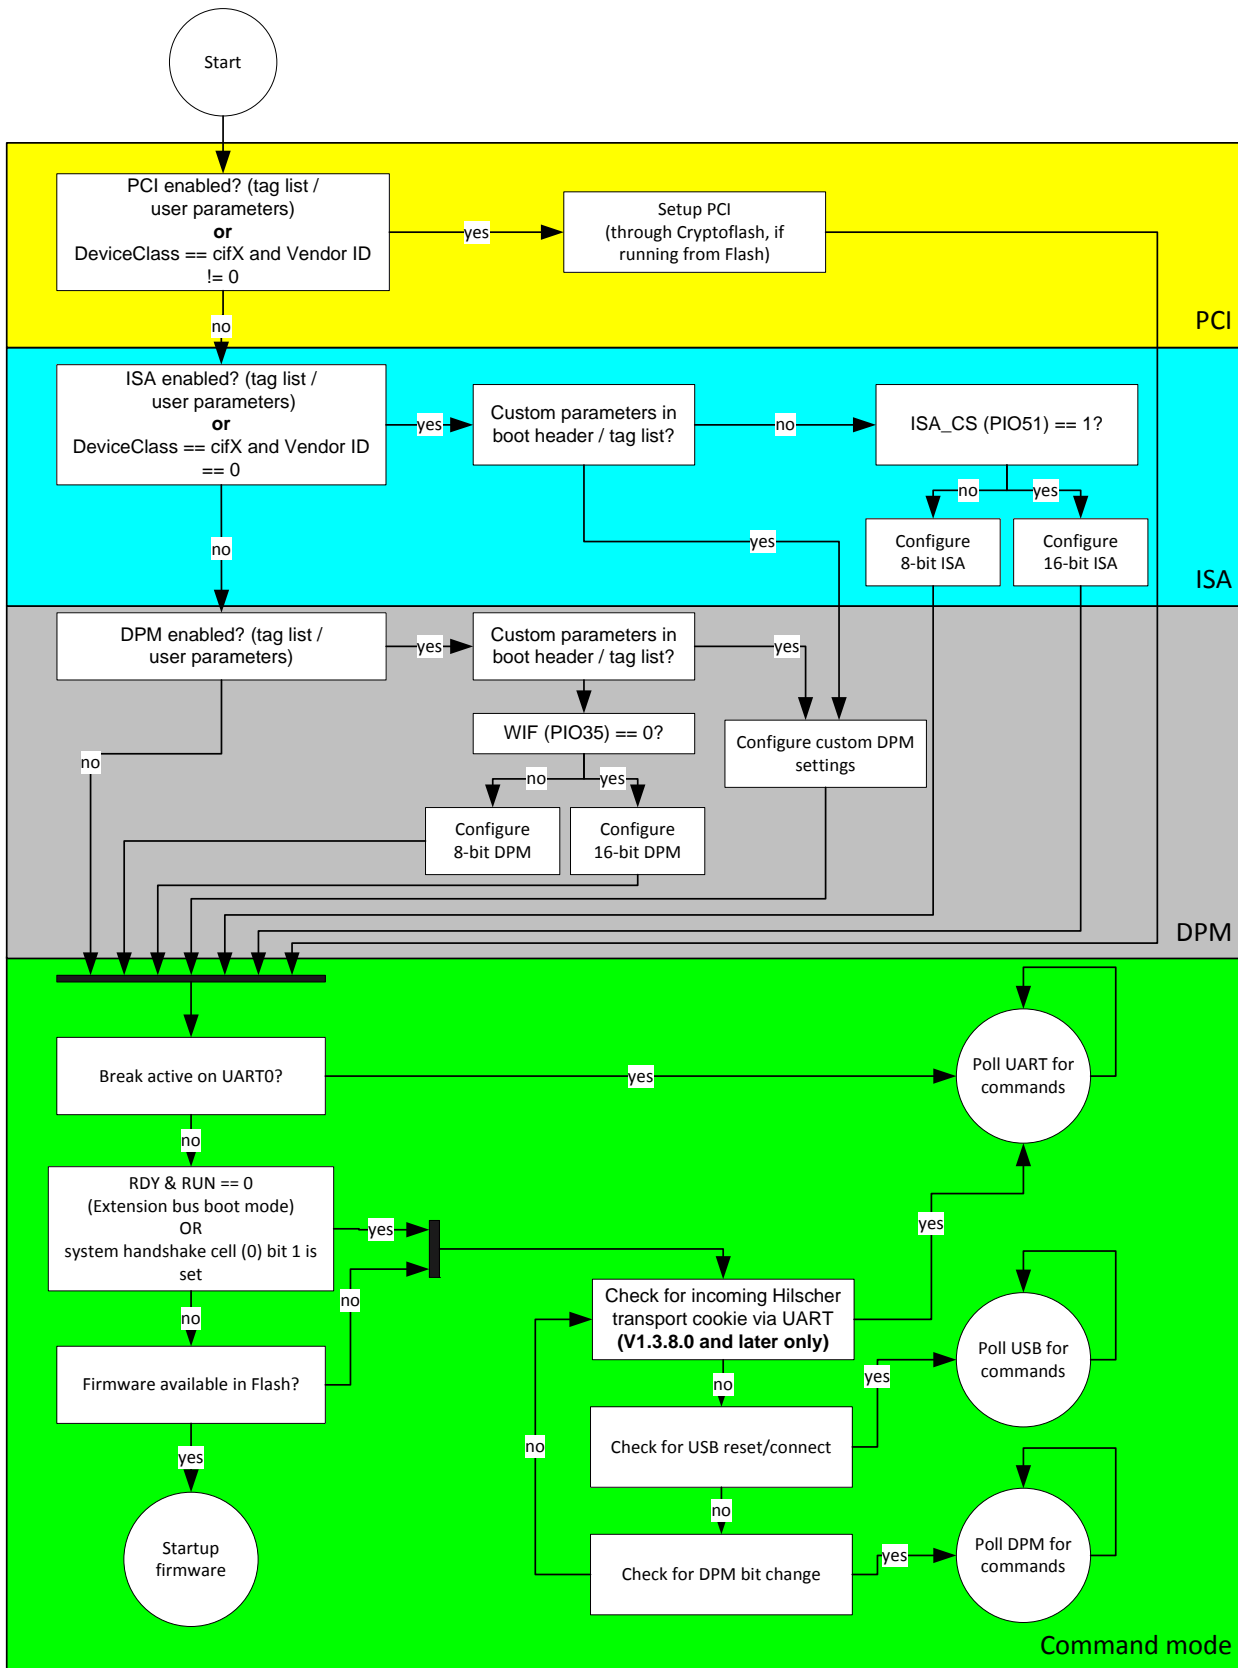 Start
PCI enabled? (tag list /
user parameters)
or
DeviceClass == cifX and Vendor ID
!= 0
yes
Setup PCI
(through Cryptoflash, if
running from Flash)
no
PCI
ISA enabled? (tag list /
user parameters)
or
DeviceClass == cifX and Vendor ID
== 0
yes
Custom parameters in
boot header / tag list?
no
ISA_CS (PIO51) == 1?
no
yes
no
yes
Configure
8-bit ISA
Configure
16-bit ISA
ISA
DPM enabled? (tag list /
user parameters)
yes
Custom parameters in
boot header / tag list?
yes
WIF (PIO35) == 0?
Configure custom DPM
settings
no
no
yes
Configure
8-bit DPM
Configure
16-bit DPM
DPM
Break active on UART0?
yes
Poll UART for
commands
no
RDY & RUN == 0
(Extension bus boot mode)
OR
system handshake cell (0) bit 1 is
set
yes
yes
no
Check for incoming Hilscher
transport cookie via UART
(V1.3.8.0 and later only)
no
Poll USB for
commands
Firmware available in Flash?
no
yes
yes
no
Check for USB reset/connect
no
Startup
firmware
Check for DPM bit change
yes
Poll DPM for
commands
Command mode